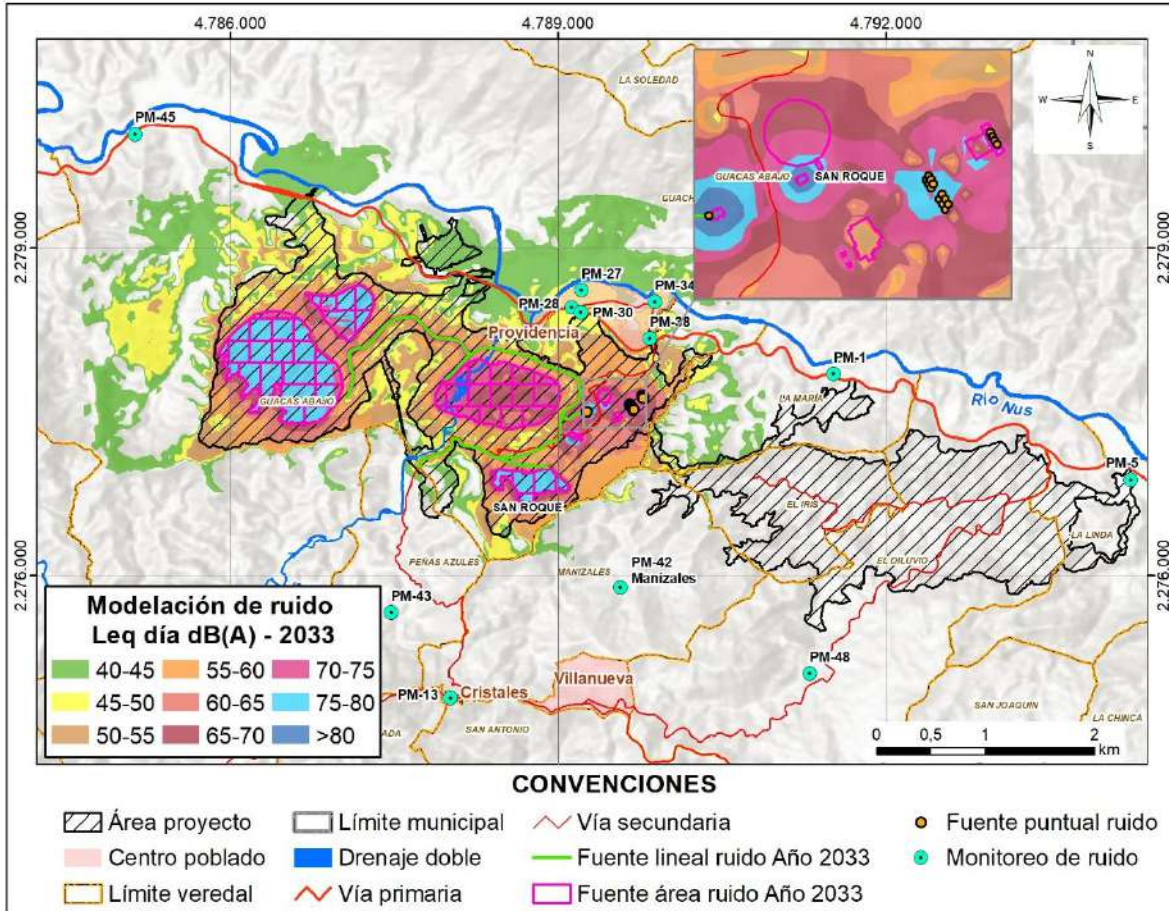 4.786.000
4.789.000
4.792.000
N
W
E
S
LA SOLEDAD
PM-45
GUACAS ABAJO
SAN ROQUE
2.279.000
2.279.000
PM-27
PM-28
PM-34
PM-30
Providencia
PM-38
PM-1
LA MARÍA
Río Nus
GUACAS ABAJO
PM-5
SAN ROQUE
EL IRIS
LA LINDA
PEÑAS AZULES
EL DILUVIO
2.276.000
2.276.000
MANIZALES
PM-42
Manizales
PM-43
PM-48
Villanueva
PM-13
Cristales
SAN ANTONIO
SAN JOAQUIN
LA CHINCA
Modelación de ruido
Leq día dB(A) - 2033
40-45
55-60
70-75
45-50
60-65
75-80
50-55
65-70
>80
0
0,5
1
2
km
CONVENCIONES
Área proyecto
Límite municipal
Vía secundaria
Fuente puntual ruido
Centro poblado
Drenaje doble
Fuente lineal ruido Año 2033
Monitoreo de ruido
Límite veredal
Vía primaria
Fuente área ruido Año 2033